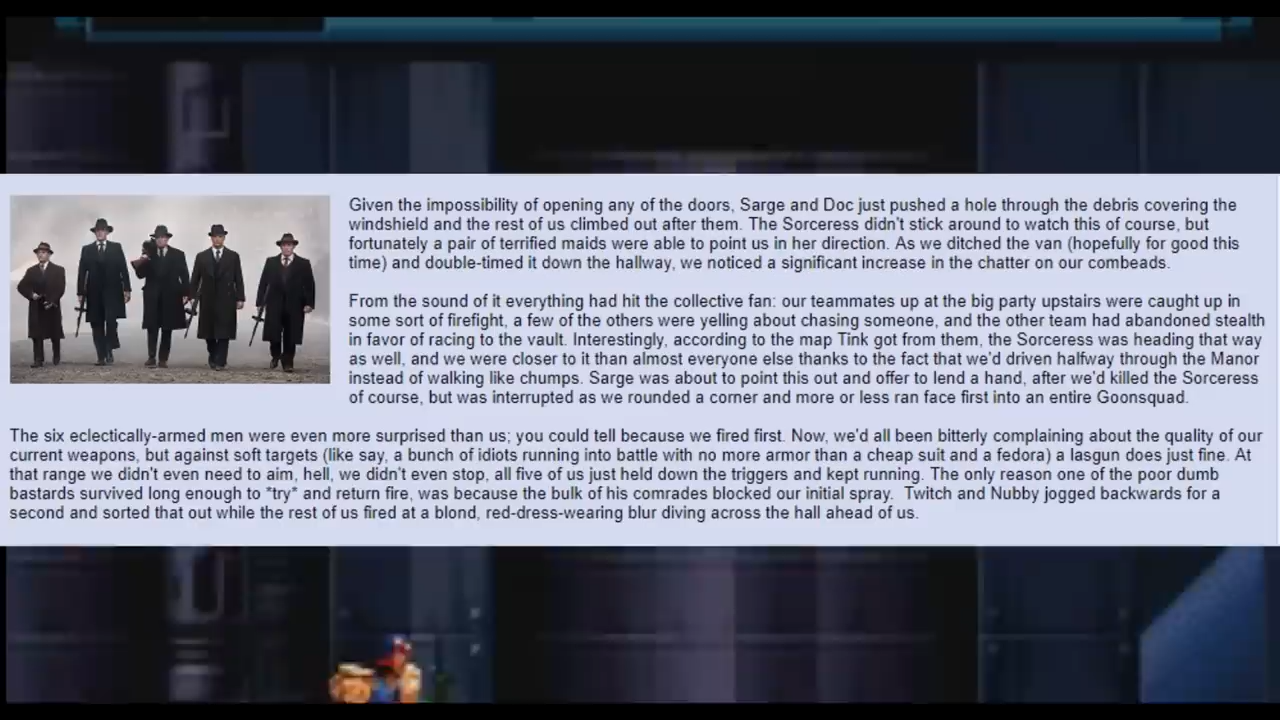 Given the impossibility of opening any of the doors, Sarge and Doc just pushed a hole through the debris covering the
windshield and the rest of us climbed out after them. The Sorceress didn't stick around to watch this of course, but
fortunately a pair of terrified maids were able to point us in her direction. As we ditched the van (hopefully for good this
time) and double-timed it down the hallway, we noticed a significant increase in the chatter on our combeads.
From the sound of it everything had hit the collective fan: our teammates up at the big party upstairs were caught up in
some sort of firefight, a few of the others were yelling about chasing someone, and the other team had abandoned stealth
in favor of racing to the vault. Interestingly, according to the map Tink got from them, the Sorceress was heading that way
as well, and we were closer to it than almost everyone else thanks to the fact that we'd driven halfway through the Manor
instead of walking like chumps. Sarge was about to point this out and offer to lend a hand, after we'd killed the Sorceress
of course, but was interrupted as we rounded a corner and more or less ran face first into an entire Goonsquad.
The six eclectically-armed men were even more surprised than us; you could tell because we fired first. Now, we'd all been bitterly complaining about the quality of our
current weapons, but against soft targets (like say, a bunch of idiots running into battle with no more armor than a cheap suit and a fedora) a lasgun does just fine. At
that range we didn't even need to aim, hell, we didn't even stop, all five of us just held down the triggers and kept running. The only reason one of the poor dumb
bastards survived long enough to *try* and return fire, was because the bulk of his comrades blocked our initial spray.  Twitch and Nubby jogged backwards for a
second and sorted that out while the rest of us fired at a blond, red-dress-wearing blur diving across the hall ahead of us.